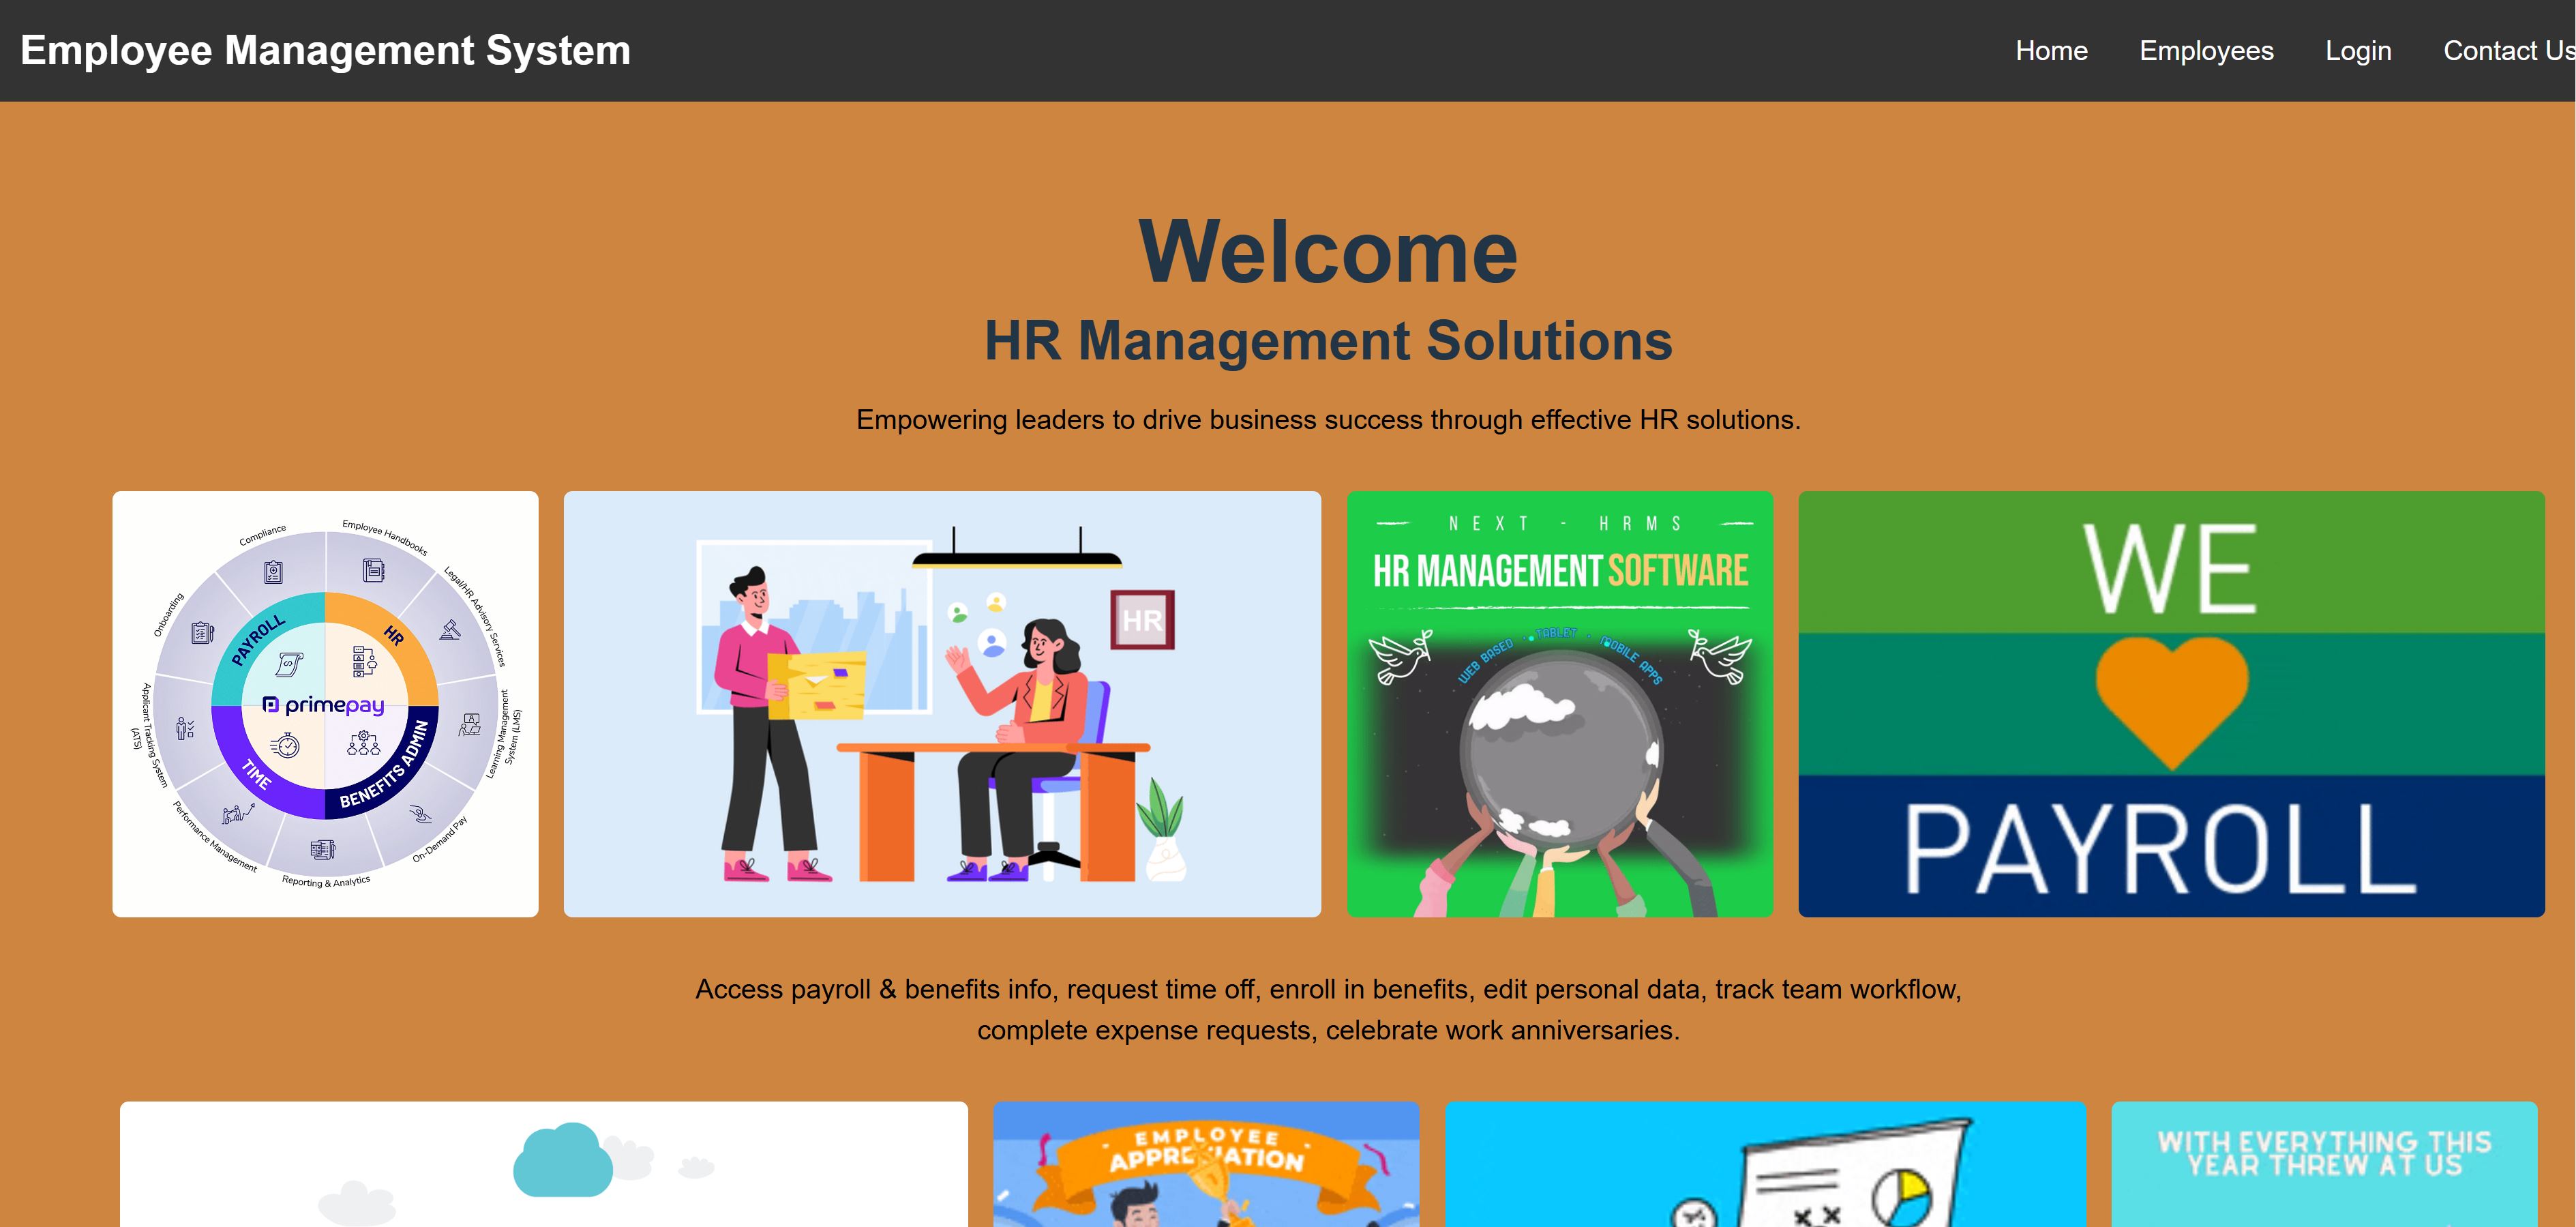 Employee Management System
Home
Employees
Login
Contact Us
Welcome
HR Management Solutions
Empowering leaders to drive business success through effective HR solutions.
Compliance
Employee Handbooks
Legal/HR Advisory Services
Learning Management
System (LMS)
On-Demand Pay
Reporting & Analytics
Performance Management
Applicant Tracking System
(ATS)
Onboarding
PAYROLL
HR
BENEFITS ADMIN
TIME
primepay
HR
NEXT - HRMS
HR MANAGEMENT SOFTWARE
WEB BASED · TABLET · MOBILE APPS
WE
PAYROLL
Access payroll & benefits info, request time off, enroll in benefits, edit personal data, track team workflow,
complete expense requests, celebrate work anniversaries.
EMPLOYEE
APPRECIATION
WITH EVERYTHING THIS
YEAR THREW AT US